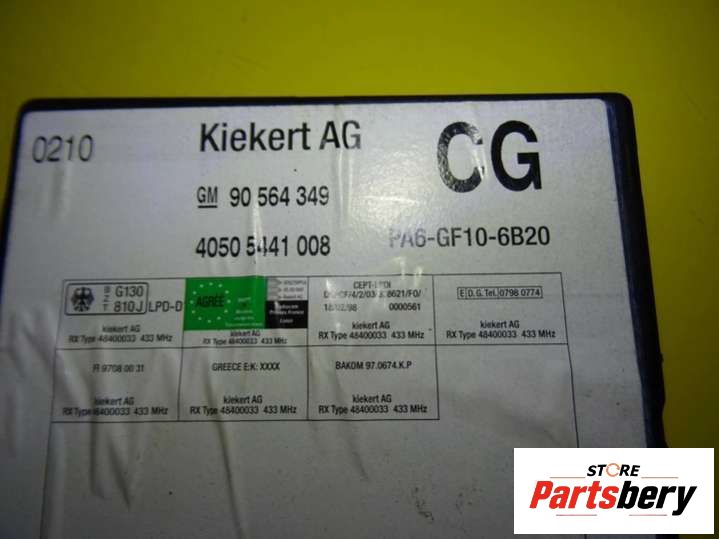 0210 Kiekert AG CG
GM 90 564 349
4050 5441 008 PA6-GF10-6B20
BZT G130 810J LPD-D
kiekert AG
RX Type 48400033 433 MHz
AGREE
kiekert AG
RX Type 48400033 433 MHz
18/02/98 0000561
kiekert AG
RX Type 48400033 433 MHz
E D.G.Tel. 0798 0774
kiekert AG
RX Type 48400033 433 MHz
FI 9708 00 31
kiekert AG
RX Type 48400033 433 MHz
GREECE E:K: XXXX
kiekert AG
RX Type 48400033 433 MHz
BAKOM 97.0674.K.P
kiekert AG
RX Type 48400033 433 MHz
STORE
Partsbery